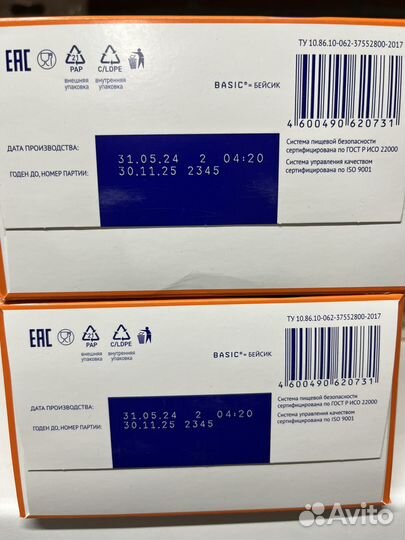 ТУ 10.86.10-062-37552800-2017
EAC
21
PAP
C/LDPE
внешняя упаковка
внутренняя упаковка
BASIC® = БЕЙСИК
4 600490 620731
ДАТА ПРОИЗВОДСТВА:
31.05.24 2 04:20
ГОДЕН ДО, НОМЕР ПАРТИИ:
30.11.25 2345
Система пищевой безопасности
сертифицирована по ГОСТ Р ИСО 22000
Система управления качеством
сертифицирована по ISO 9001
ТУ 10.86.10-062-37552800-2017
EAC
21
PAP
C/LDPE
внешняя упаковка
внутренняя упаковка
BASIC® = БЕЙСИК
4 600490 620731
ДАТА ПРОИЗВОДСТВА:
31.05.24 2 04:20
ГОДЕН ДО, НОМЕР ПАРТИИ:
30.11.25 2345
Система пищевой безопасности
сертифицирована по ГОСТ Р ИСО 22000
Система управления качеством
сертифицирована по ISO 9001
Avito